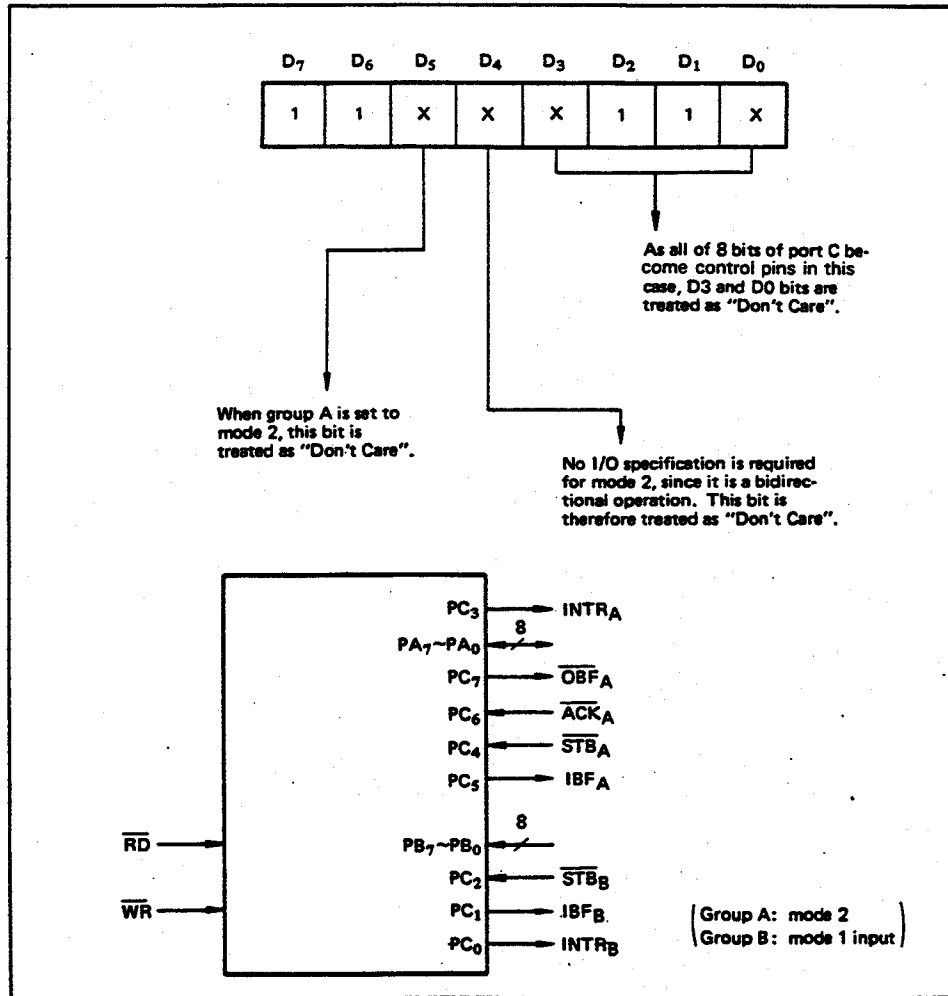 D7 D6 D5 D4 D3 D2 D1 D0
1 1 X X X 1 1 X
As all of 8 bits of port C be-
come control pins in this
case, D3 and D0 bits are
treated as "Don't Care".
When group A is set to
mode 2, this bit is
treated as "Don't Care".
No I/O specification is required
for mode 2, since it is a bidirec-
tional operation. This bit is
therefore treated as "Don't Care".
PC3 INTRA
8
PA7~PA0
PC7 OBFA
PC6 ACKA
PC4 STBA
PC5 IBFA
8
RD PB7~PB0
PC2 STBB
WR PC1 IBFB
PC0 INTRB
(Group A: mode 2
Group B: mode 1 input)